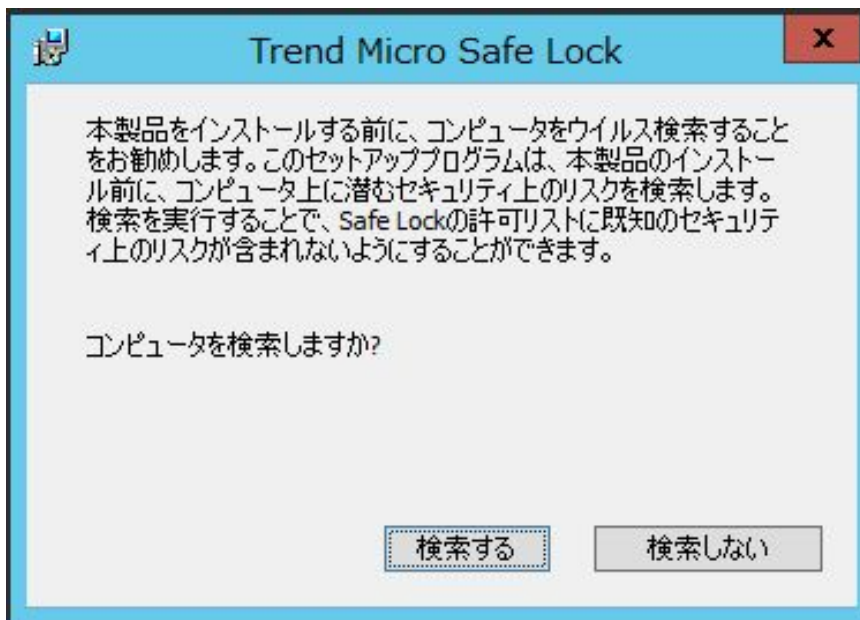 Trend Micro Safe Lock
x
本製品をインストールする前に、コンピュータをウイルス検索すること
をお勧めします。このセットアッププログラムは、本製品のインストー
ル前に、コンピュータ上に潜むセキュリティ上のリスクを検索します。
検索を実行することで、Safe Lockの許可リストに既知のセキュリテ
ィ上のリスクが含まれないようにすることができます。
コンピュータを検索しますか?
検索する
検索しない